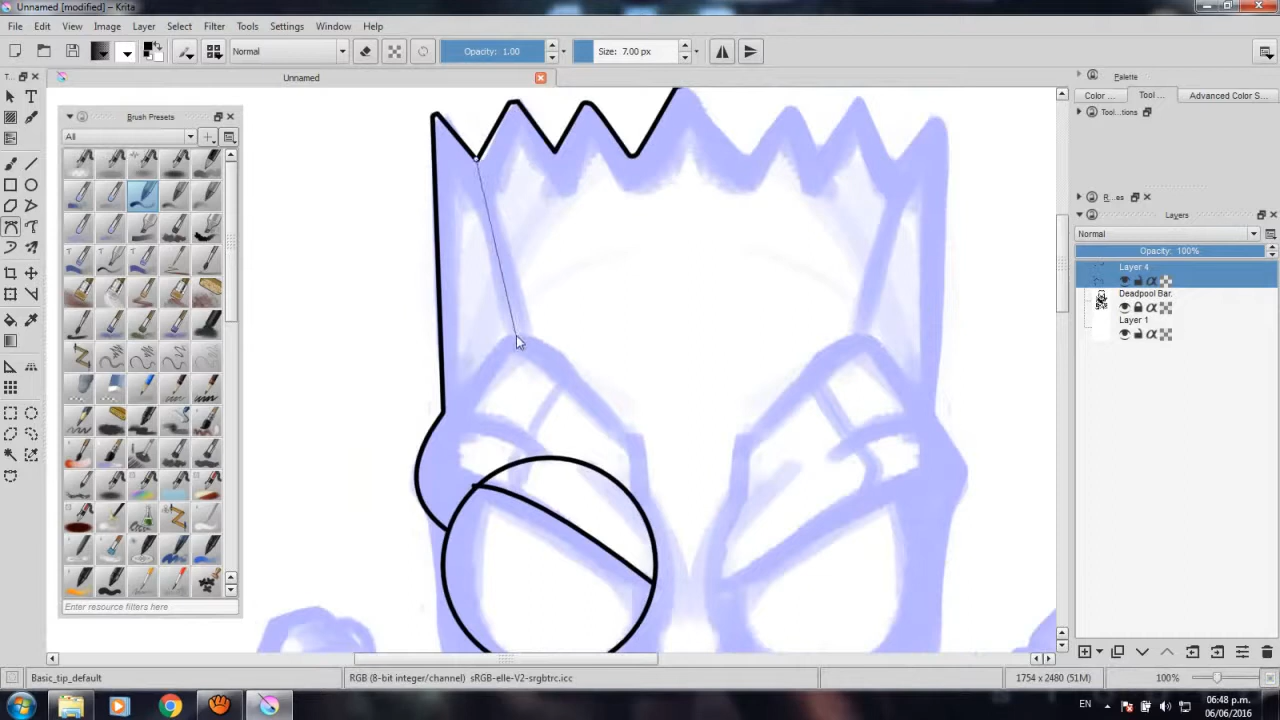 Unnamed [modified] - Krita
File Edit View Image Layer Select Filter Tools Settings Window Help
Normal Opacity: 1.00 Size: 7.00 px
T... Unnamed Palette
Color ... Tool ... Advanced Color S...
Brush Presets Tool...tions
All
R...es
Layers
Normal
Opacity: 100%
Layer 4
Deadpool Bar.
Layer 1
Enter resource filters here
Basic_tip_default RGB (8-bit integer/channel) sRGB-elle-V2-srgbtrc.icc 1754 x 2480 (51M) 100%
EN 06:48 p.m.
06/06/2016